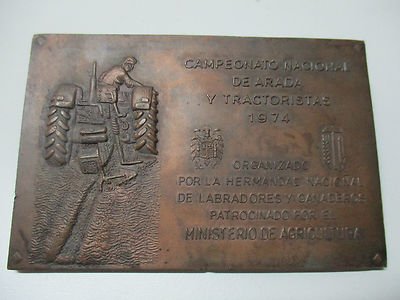 CAMPEONATO NACIONAL
DE ARADA
Y TRACTORISTAS
1974
ORGANIZADO
POR LA HERMANDAD NACIONAL
DE LABRADORES Y GANADEROS
PATROCINADO POR EL
MINISTERIO DE AGRICULTURA